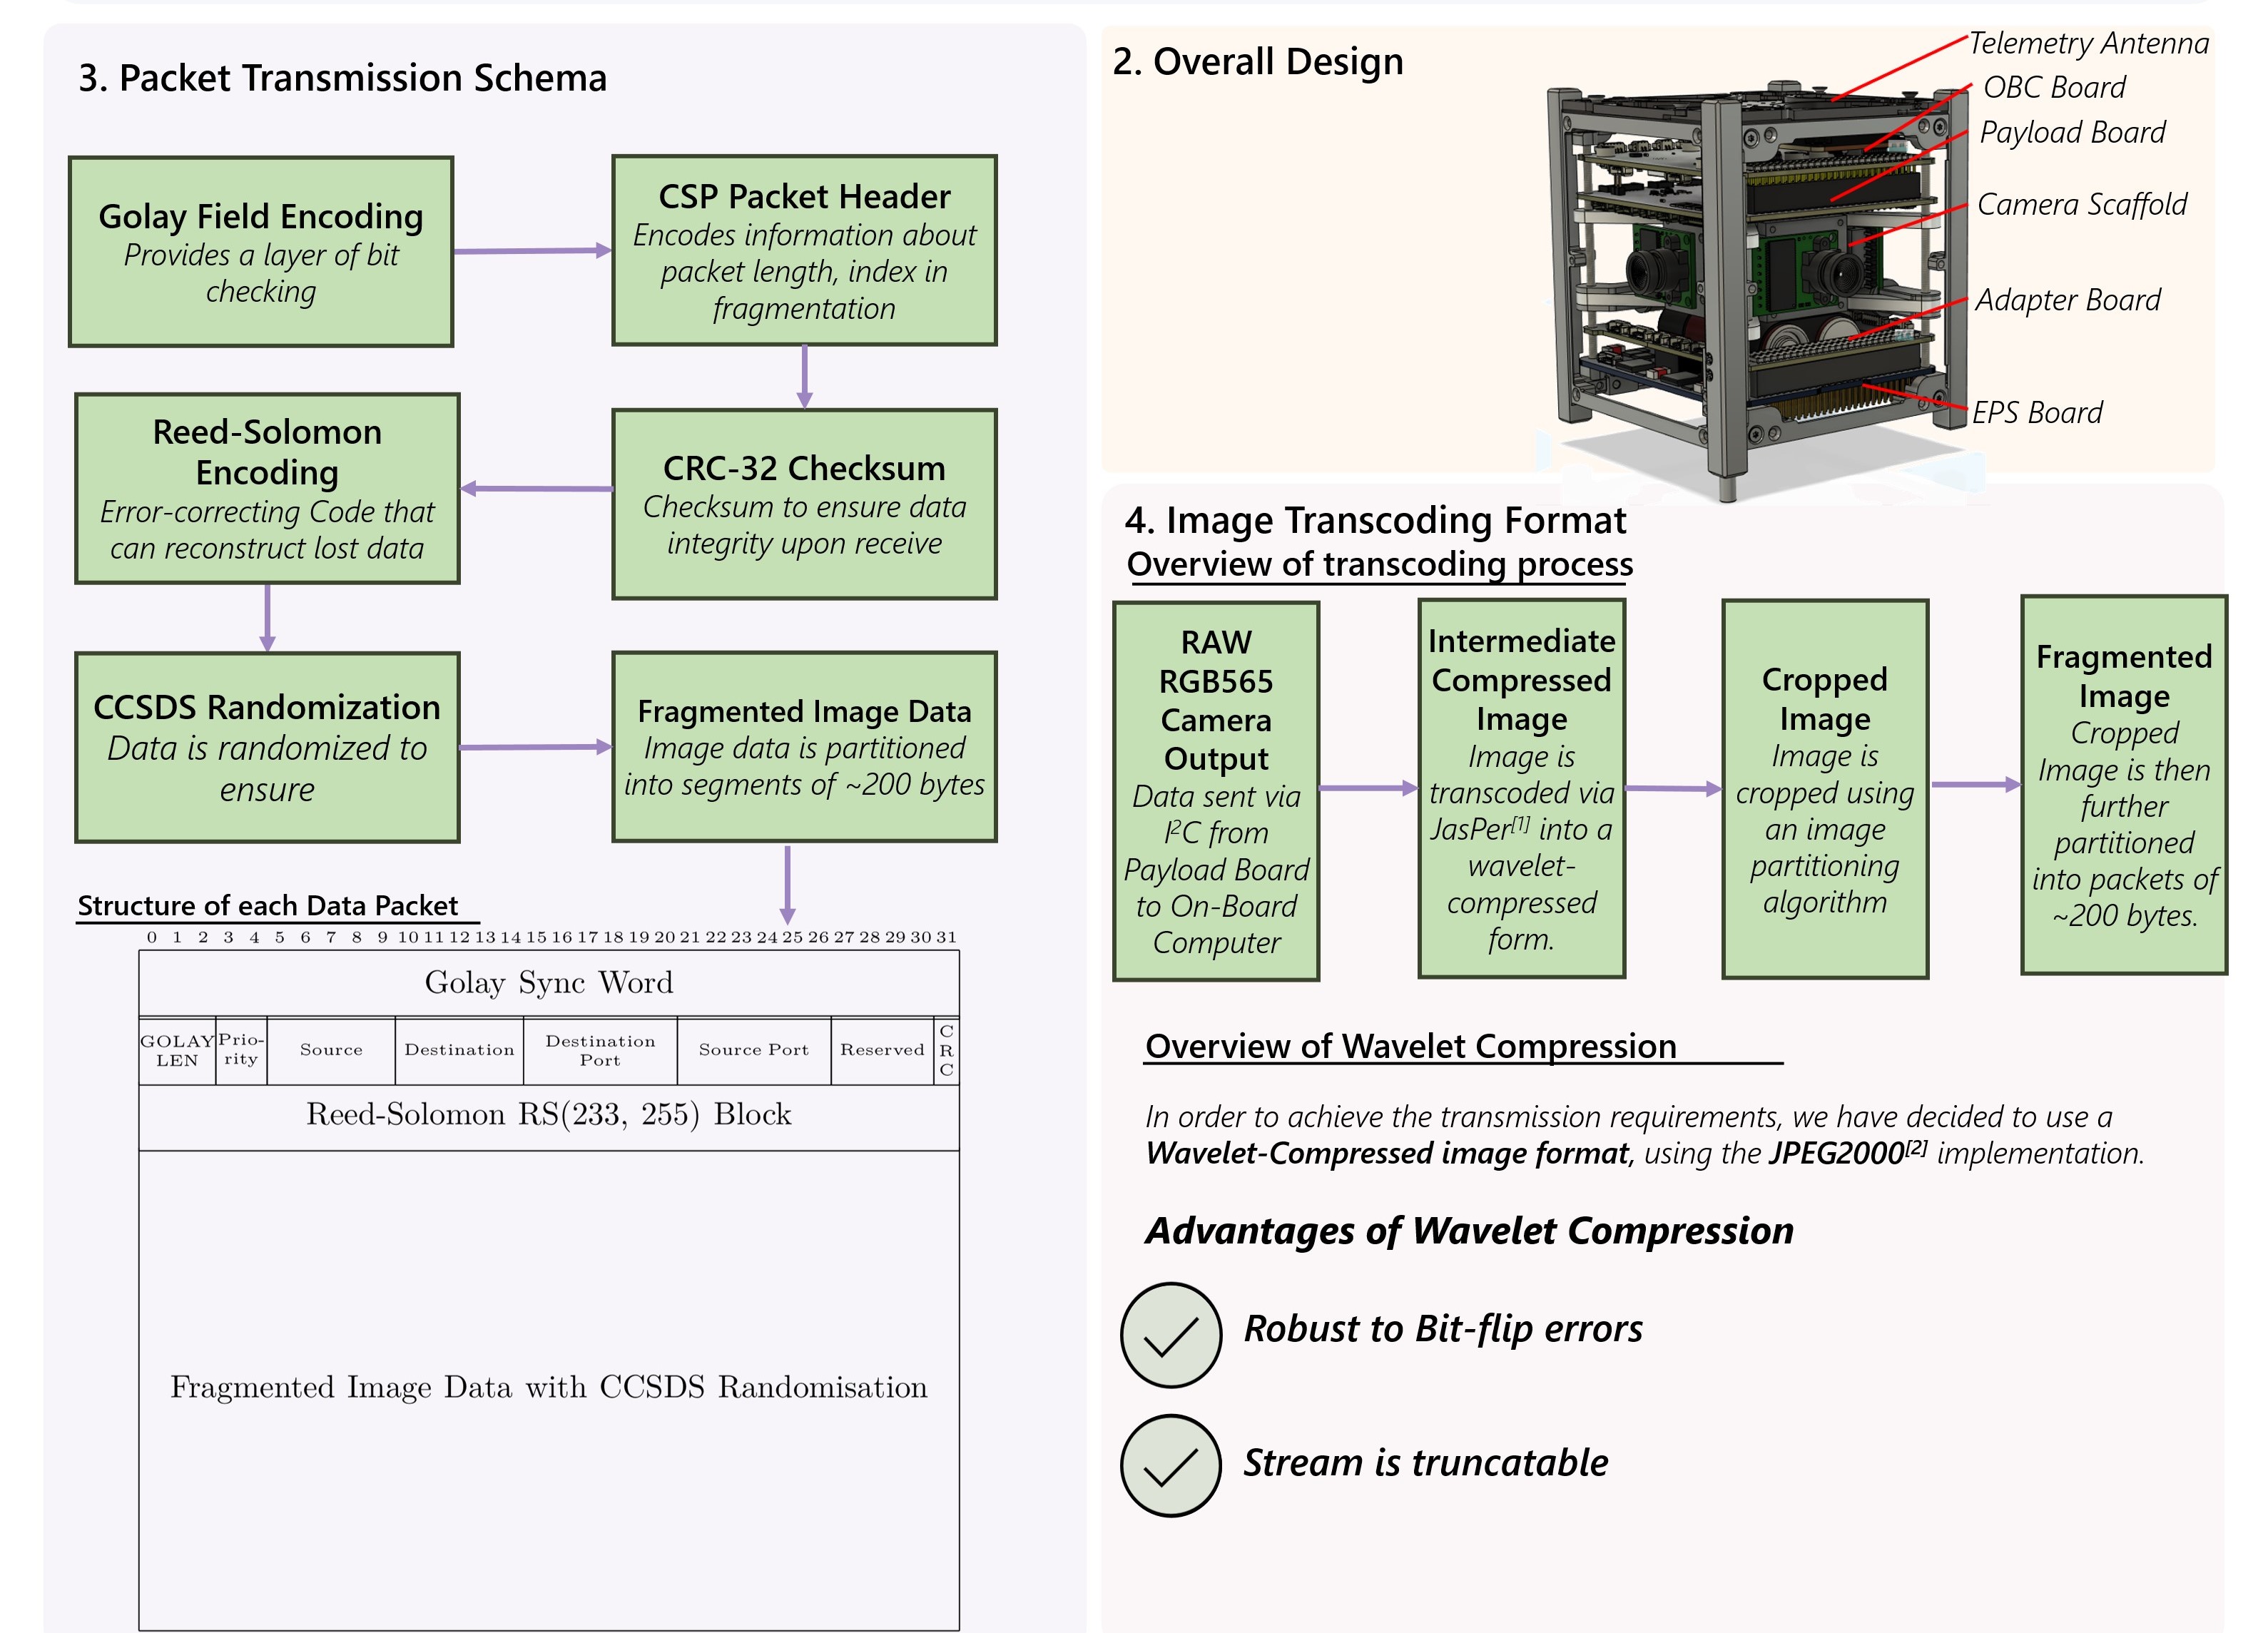 3. Packet Transmission Schema
Golay Field Encoding
Provides a layer of bit
checking
CSP Packet Header
Encodes information about
packet length, index in
fragmentation
Reed-Solomon
Encoding
Error-correcting Code that
can reconstruct lost data
CRC-32 Checksum
Checksum to ensure data
integrity upon receive
CCSDS Randomization
Data is randomized to
ensure
Fragmented Image Data
Image data is partitioned
into segments of ~200 bytes
Structure of each Data Packet
0 1 2 3 4 5 6 7 8 9 10 11 12 13 14 15 16 17 18 19 20 21 22 23 24 25 26 27 28 29 30 31
Golay Sync Word
GOLAY
LEN
Prio-
rity
Source
Destination
Destination
Port
Source Port
Reserved
C
R
C
Reed-Solomon RS(233, 255) Block
Fragmented Image Data with CCSDS Randomisation
2. Overall Design
Telemetry Antenna
OBC Board
Payload Board
Camera Scaffold
Adapter Board
EPS Board
4. Image Transcoding Format
Overview of transcoding process
RAW
RGB565
Camera
Output
Data sent via
I²C from
Payload Board
to On-Board
Computer
Intermediate
Compressed
Image
Image is
transcoded via
JasPer[1] into a
wavelet-
compressed
form.
Cropped
Image
Image is
cropped using
an image
partitioning
algorithm
Fragmented
Image
Cropped
Image is then
further
partitioned
into packets of
~200 bytes.
Overview of Wavelet Compression
In order to achieve the transmission requirements, we have decided to use a
Wavelet-Compressed image format, using the JPEG2000[2] implementation.
Advantages of Wavelet Compression
Robust to Bit-flip errors
Stream is truncatable